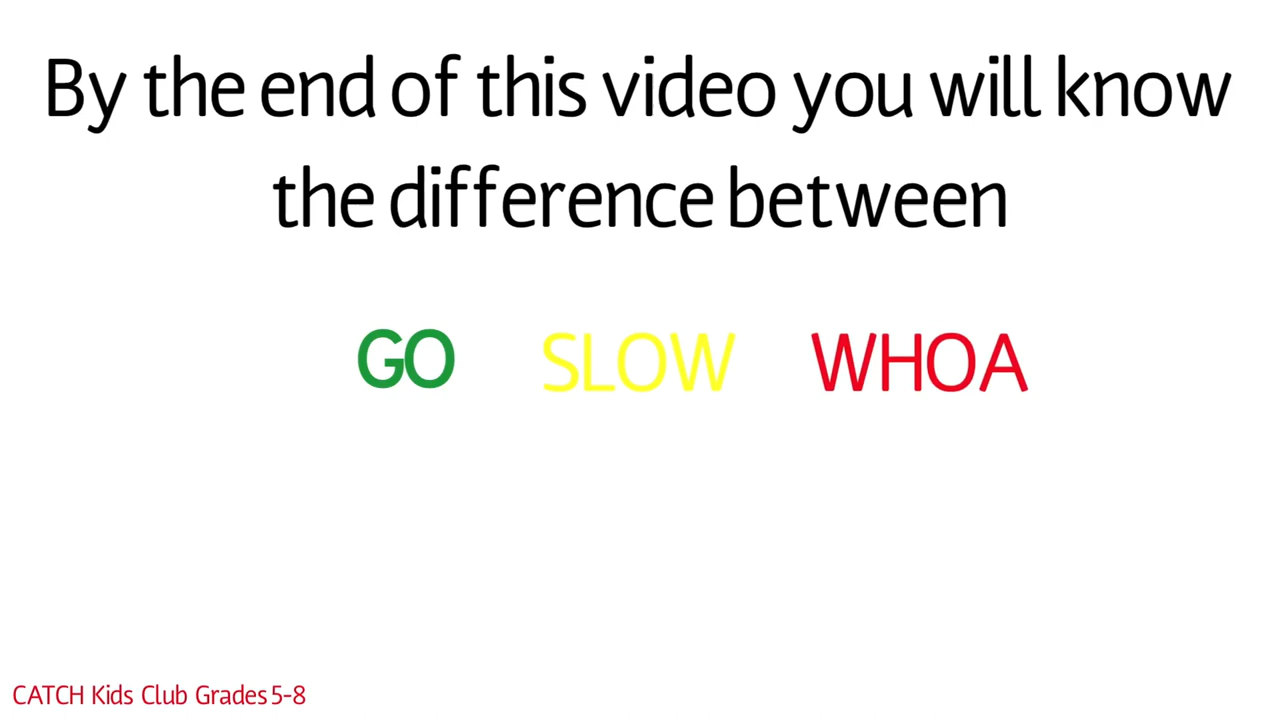 By the end of this video you will know
the difference between
GO SLOW WHOA
CATCH Kids Club Grades 5-8